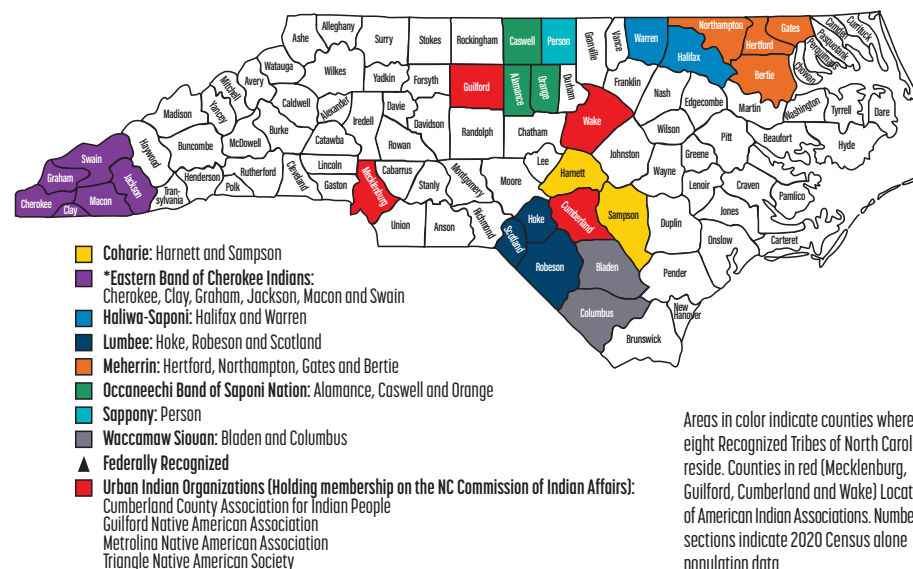 Alleghany
Ashe
Surry
Stokes
Rockingham
Caswell
Person
Granville
Vance
Warren
Halifax
Northampton
Hertford
Gates
Bertie
Camden
Currituck
Pasquotank
Perquimans
Chowan
Watauga
Wilkes
Yadkin
Forsyth
Guilford
Alamance
Orange
Durham
Franklin
Nash
Edgecombe
Martin
Washington
Tyrrell
Dare
Mitchell
Avery
Yancey
Madison
Caldwell
Alexander
Iredell
Davie
Davidson
Randolph
Chatham
Wake
Wilson
Pitt
Beaufort
Hyde
Haywood
Buncombe
McDowell
Burke
Catawba
Rowan
Lee
Johnston
Greene
Wayne
Lenoir
Craven
Pamlico
Swain
Graham
Jackson
Cherokee
Clay
Macon
Tran-
sylvania
Henderson
Polk
Rutherford
Cleveland
Lincoln
Gaston
Mecklenburg
Cabarrus
Stanly
Montgomery
Moore
Harnett
Union
Anson
Richmond
Scotland
Hoke
Cumberland
Sampson
Duplin
Jones
Onslow
Carteret
Robeson
Bladen
Pender
Columbus
New
Hanover
Brunswick
Coharie: Harnett and Sampson
*Eastern Band of Cherokee Indians:
Cherokee, Clay, Graham, Jackson, Macon and Swain
Haliwa-Saponi: Halifax and Warren
Lumbee: Hoke, Robeson and Scotland
Meherrin: Hertford, Northampton, Gates and Bertie
Occaneechi Band of Saponi Nation: Alamance, Caswell and Orange
Sappony: Person
Waccamaw Siouan: Bladen and Columbus
Federally Recognized
Urban Indian Organizations (Holding membership on the NC Commission of Indian Affairs):
Cumberland County Association for Indian People
Guilford Native American Association
Metrolina Native American Association
Triangle Native American Society
Areas in color indicate counties where
eight Recognized Tribes of North Carol
reside. Counties in red (Mecklenburg,
Guilford, Cumberland and Wake) Locat
of American Indian Associations. Numbe
sections indicate 2020 Census alone
population data